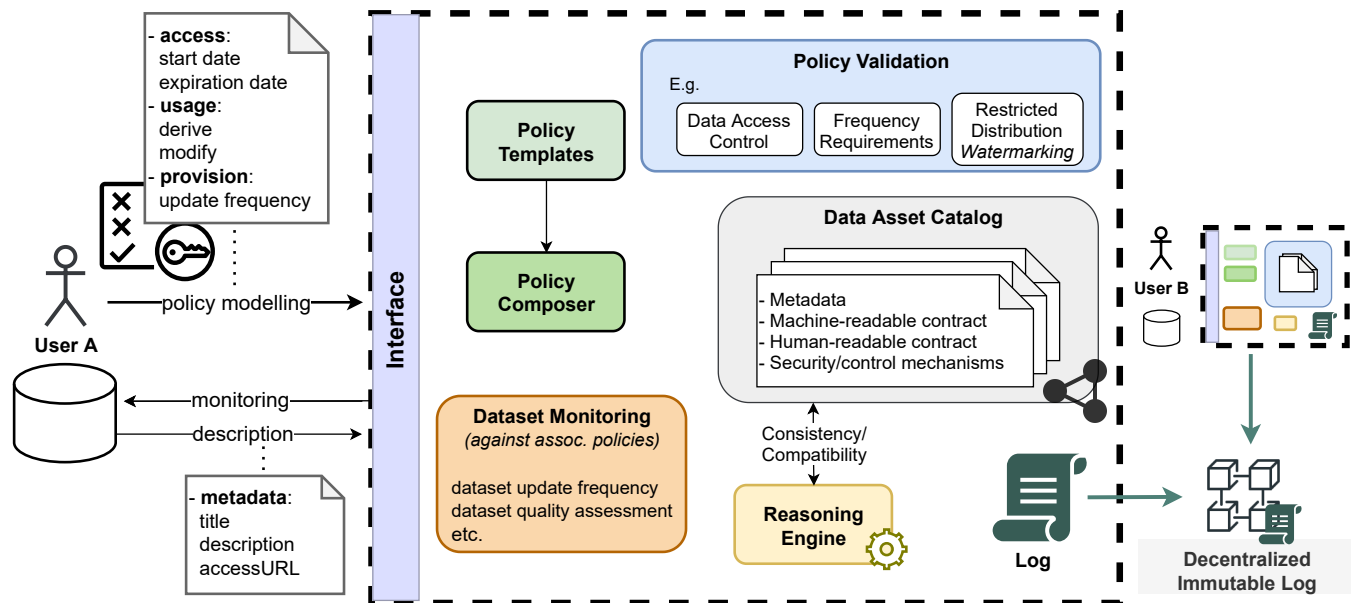 - access:
start date
expiration date
- usage:
derive
modify
- provision:
update frequency
policy modelling
User A
monitoring
description
- metadata:
title
description
accessURL
Interface
Policy
Templates
Policy
Composer
Policy Validation
E.g.
Data Access
Control
Frequency
Requirements
Restricted
Distribution
Watermarking
Data Asset Catalog
- Metadata
- Machine-readable contract
- Human-readable contract
- Security/control mechanisms
Dataset Monitoring
(against assoc. policies)
dataset update frequency
dataset quality assessment
etc.
Consistency/
Compatibility
Reasoning
Engine
Log
User B
Decentralized
Immutable Log